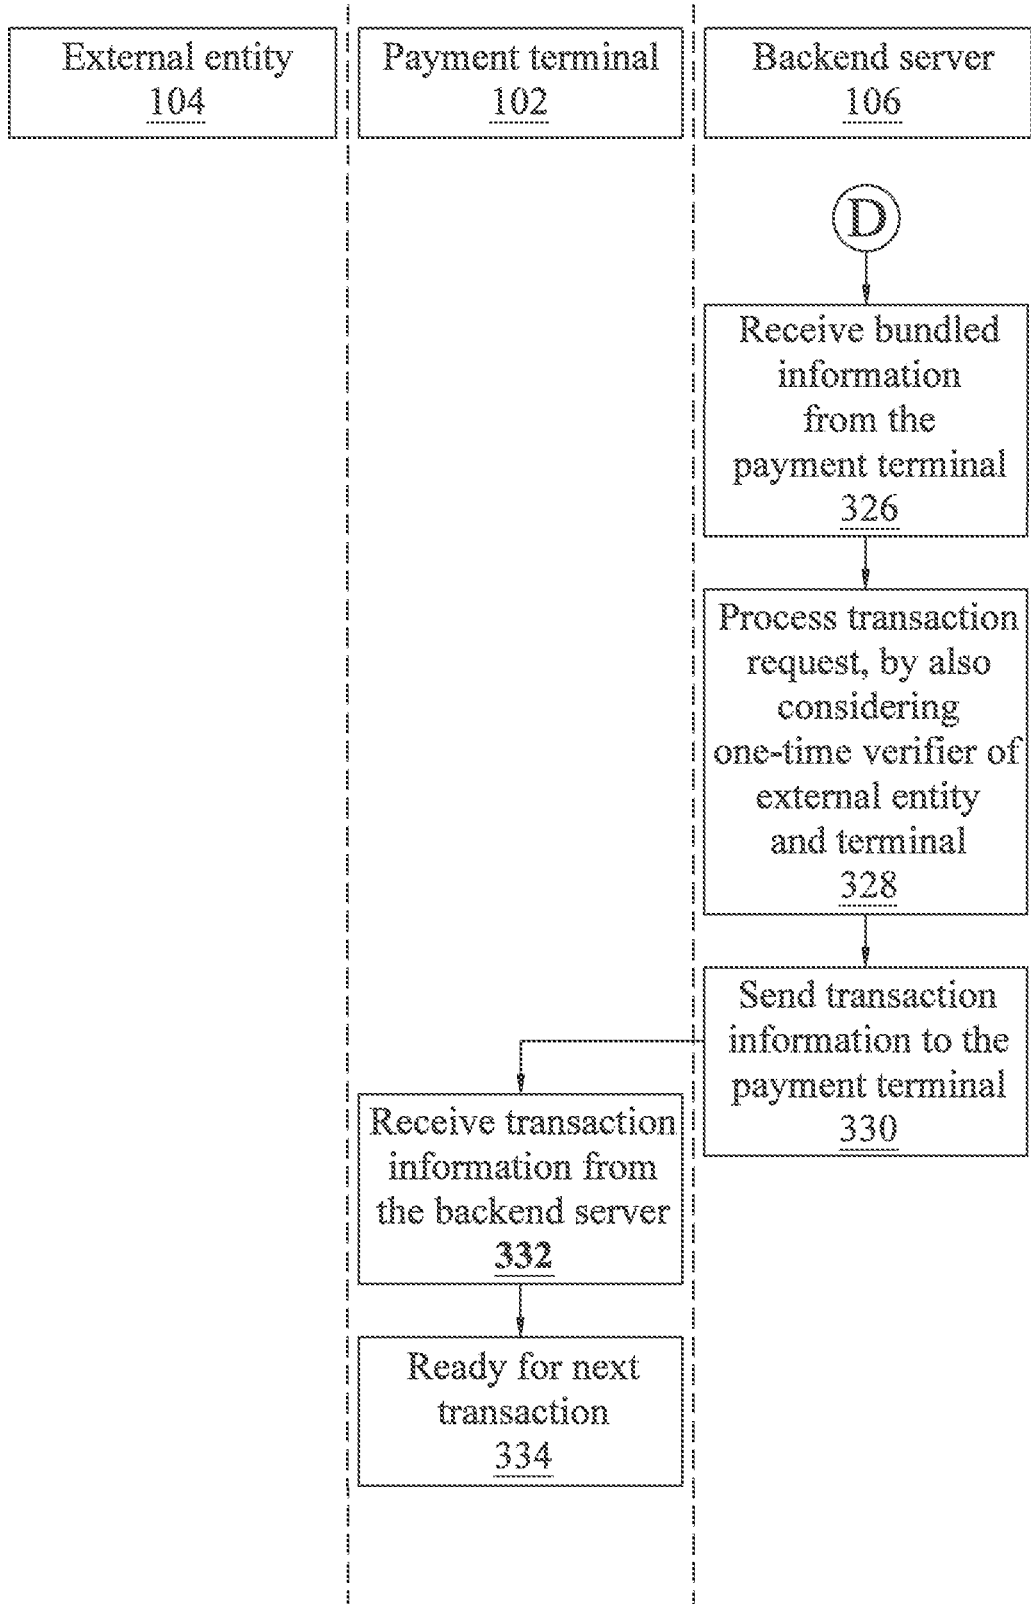 External entity
104
Payment terminal
102
Backend server
106
D
Receive bundled
information
from the
payment terminal
326
Process transaction
request, by also
considering
one-time verifier of
external entity
and terminal
328
Send transaction
information to the
payment terminal
330
Receive transaction
information from
the backend server
332
Ready for next
transaction
334